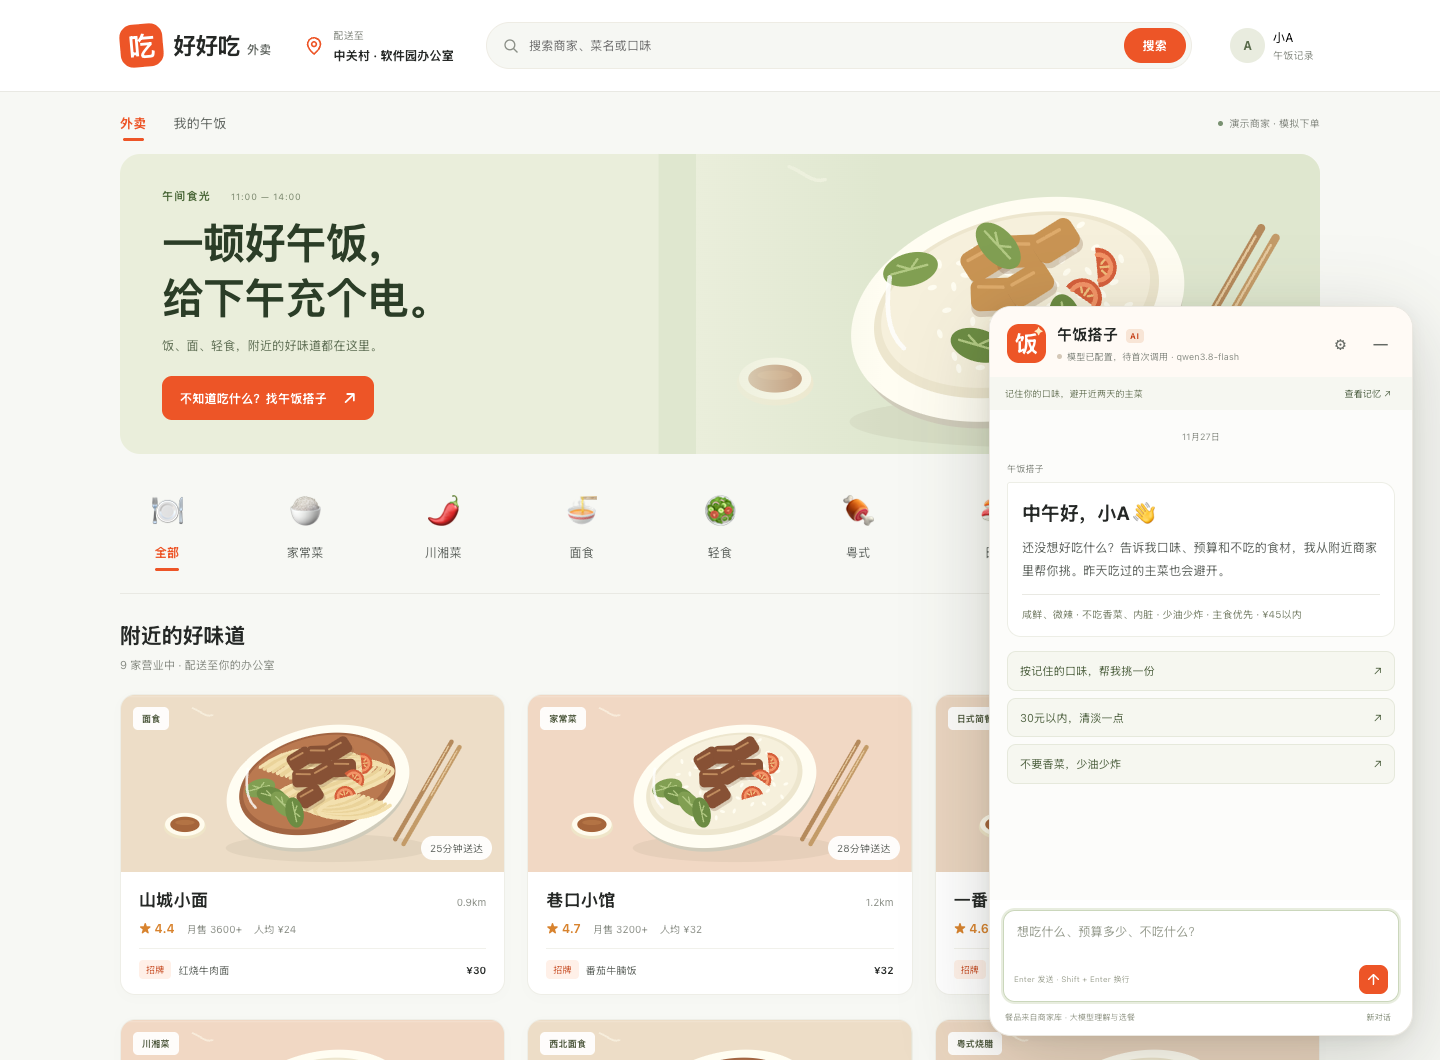 吃 好好吃 外卖
配送至
中关村 · 软件园办公室
搜索商家、菜名或口味
搜索
A
小A
午饭记录
外卖
我的午饭
演示商家 · 模拟下单
午间食光 11:00 — 14:00
一顿好午饭，
给下午充个电。
饭、面、轻食，附近的好味道都在这里。
不知道吃什么？找午饭搭子
全部
家常菜
川湘菜
面食
轻食
粤式
附近的好味道
9 家营业中 · 配送至你的办公室
面食
25分钟送达
山城小面
0.9km
4.4 月售 3600+ 人均 ¥24
招牌 红烧牛肉面
¥30
家常菜
28分钟送达
巷口小馆
1.2km
4.7 月售 3200+ 人均 ¥32
招牌 番茄牛腩饭
¥32
日式简餐
一番
4.6
招牌
川湘菜
西北面食
粤式烧腊
饭
午饭搭子 AI
模型已配置，待首次调用 · qwen3.8-flash
记住你的口味，避开近两天的主菜
查看记忆 ↗
11月27日
午饭搭子
中午好，小A👋
还没想好吃什么？告诉我口味、预算和不吃的食材，我从附近商家
里帮你挑。昨天吃过的主菜也会避开。
咸鲜、微辣 · 不吃香菜、内脏 · 少油少炸 · 主食优先 · ¥45以内
按记住的口味，帮我挑一份 ↗
30元以内，清淡一点 ↗
不要香菜，少油少炸 ↗
想吃什么、预算多少、不吃什么？
Enter 发送 · Shift + Enter 换行
餐品来自商家库 · 大模型理解与选餐
新对话